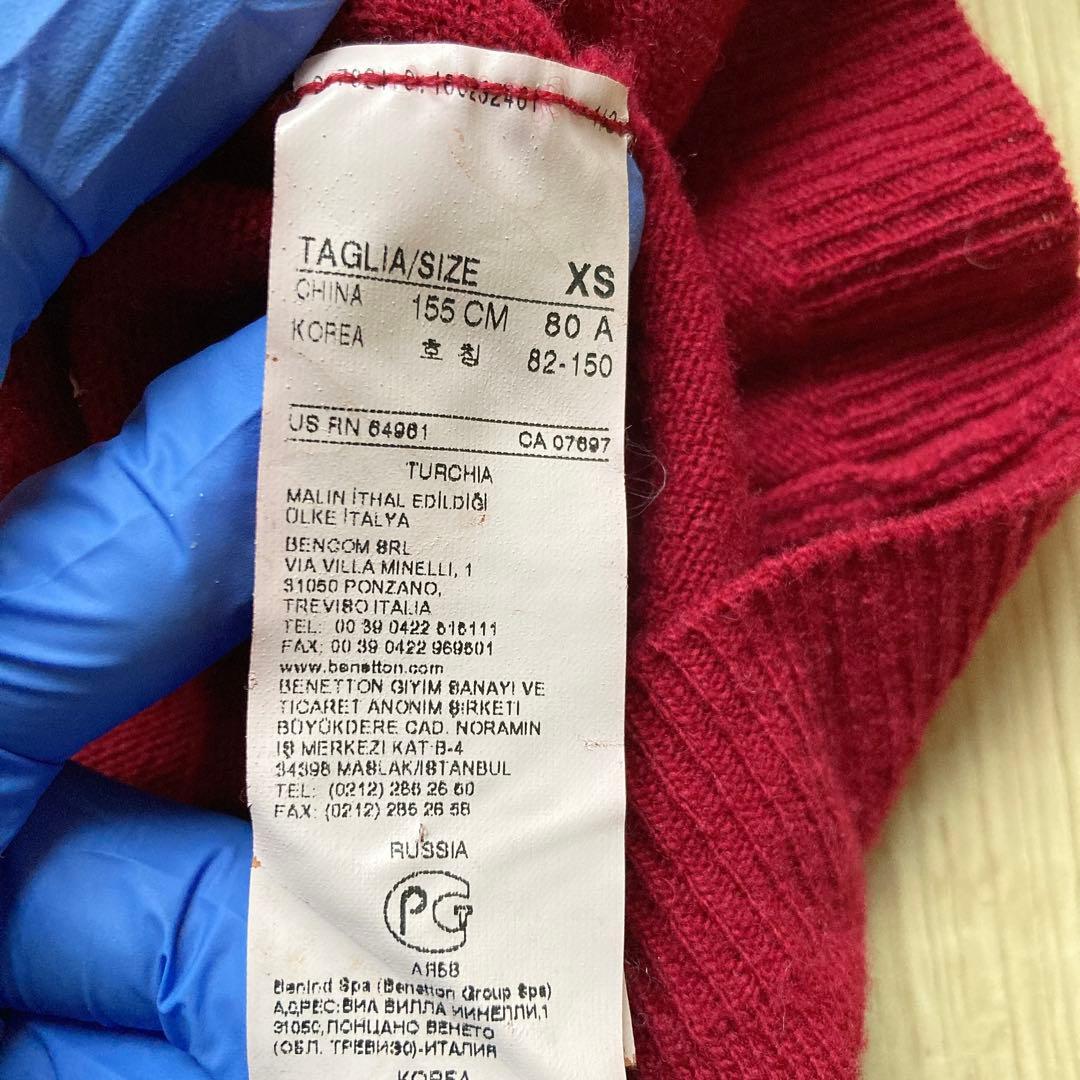 TAGLIA/SIZE XS
CHINA 155 CM 80 A
KOREA 호칭 82-150
US RN 64961 CA 07697
TURCHIA
MALIN İTHAL EDİLDİĞİ
ÜLKE İTALYA
BENCOM SRL
VIA VILLA MINELLI, 1
31050 PONZANO,
TREVISO ITALIA
TEL: 00 39 0422 616111
FAX: 00 39 0422 969501
www.benetton.com
BENETTON GIYIM SANAYI VE
TICARET ANONIM ŞIRKETI
BÜYÜKDERE CAD. NORAMIN
IŞ MERKEZI KAT B-4
34398 MASLAK/ISTANBUL
TEL: (0212) 286 26 60
FAX: (0212) 285 26 58
RUSSIA
PG
Benind Spa (Benetton Group Spa)
АДРЕС:ВИА ВИЛЛА МИНЕЛЛИ,1
31050,ПОНЦАНО ВЕНЕТО
(ОБЛ. ТРЕВИЗО)-ИТАЛИЯ
KOREA